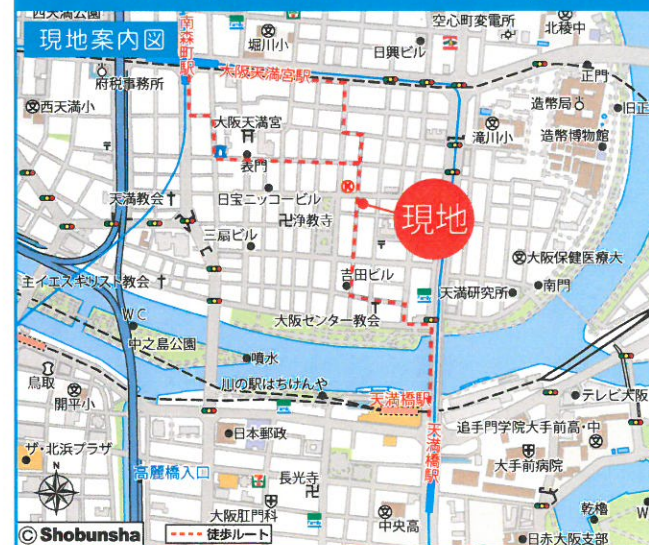 西天満公園
現地案内図
南森町駅
堀川小
日興ビル
空心町変電所
北稜中
府税事務所
大阪天満宮駅
正門
西天満小
大阪天満宮
表門
滝川小
造幣局
旧正
造幣博物館
天満教会
日宝ニッコービル
浄教寺
三扇ビル
現地
大阪保健医療大
主イエスキリスト教会
吉田ビル
天満研究所
南門
WC
大阪センター教会
中之島公園
噴水
川の駅はちけんや
天満橋駅
鳥取
開平小
テレビ大阪
日本郵政
天満橋駅
追手門学院大手前高・中
ザ・北浜プラザ
高麗橋入口
長光寺
大手前病院
N
大阪肛門科
中央高
乾櫓
W
© Shobunsha
徒歩ルート
日赤大阪支部